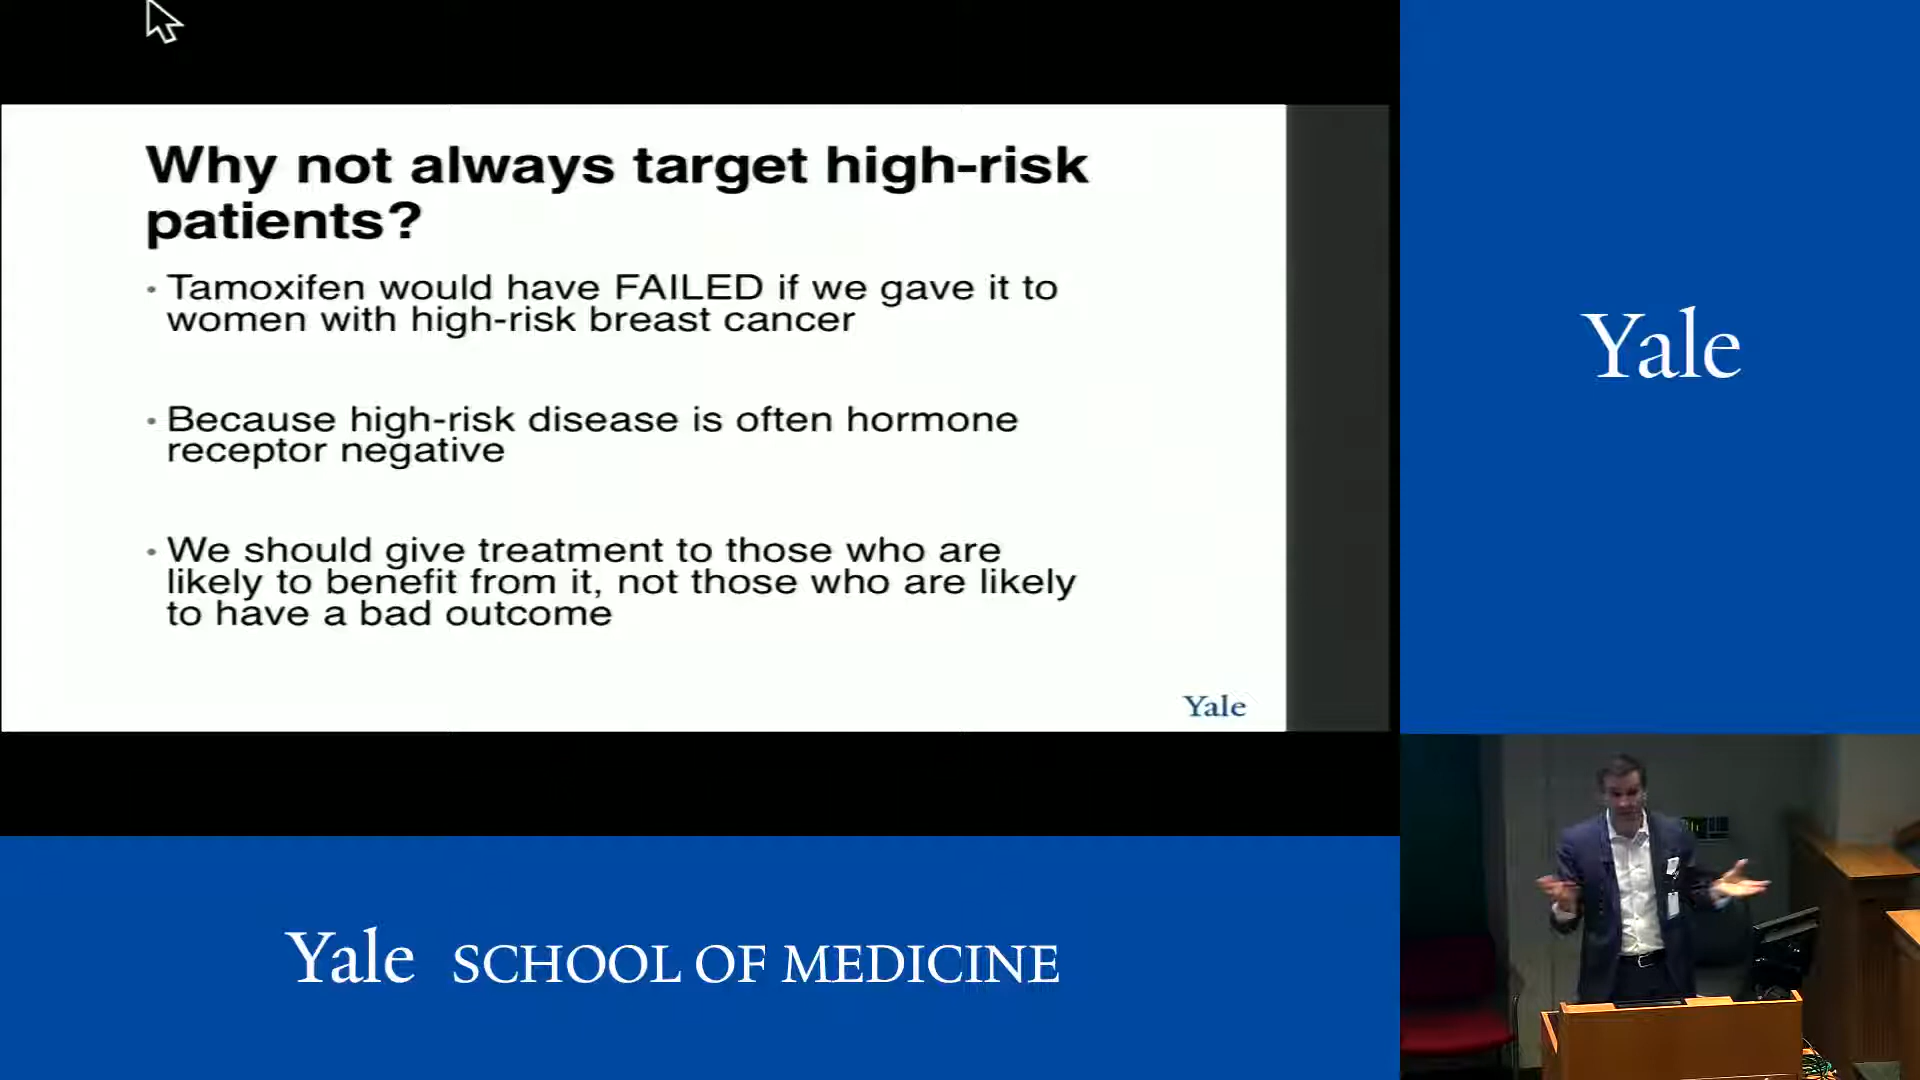 Why not always target high-risk
patients?
• Tamoxifen would have FAILED if we gave it to
women with high-risk breast cancer
• Because high-risk disease is often hormone
receptor negative
• We should give treatment to those who are
likely to benefit from it, not those who are likely
to have a bad outcome
Yale
Yale
Yale SCHOOL OF MEDICINE